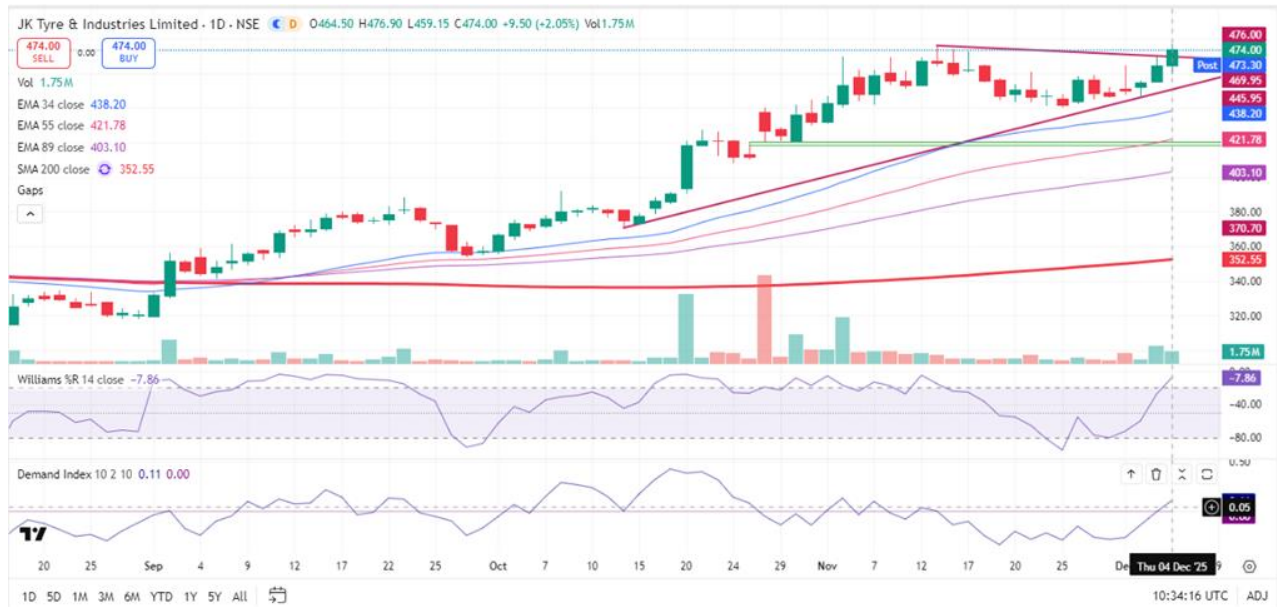 JK Tyre & Industries Limited · 1D · NSE D O464.50 H476.90 L459.15 C474.00 +9.50 (+2.05%) Vol1.75M
474.00 SELL 0.00 474.00 BUY
Vol 1.75M
EMA 34 close 438.20
EMA 55 close 421.78
EMA 89 close 403.10
SMA 200 close 352.55
Gaps
476.00
474.00
Post 473.30
469.95
445.95
438.20
421.78
403.10
380.00
370.70
360.00
352.55
340.00
320.00
1.75M
Williams %R 14 close −7.86
−7.86
−40.00
−80.00
Demand Index 10 2 10 0.11 0.00
0.50
0.05
20 25 Sep 4 9 12 17 22 25 Oct 7 10 15 20 24 29 Nov 7 12 17 20 25 Thu 04 Dec '25 9
1D 5D 1M 3M 6M YTD 1Y 5Y All 10:34:16 UTC ADJ